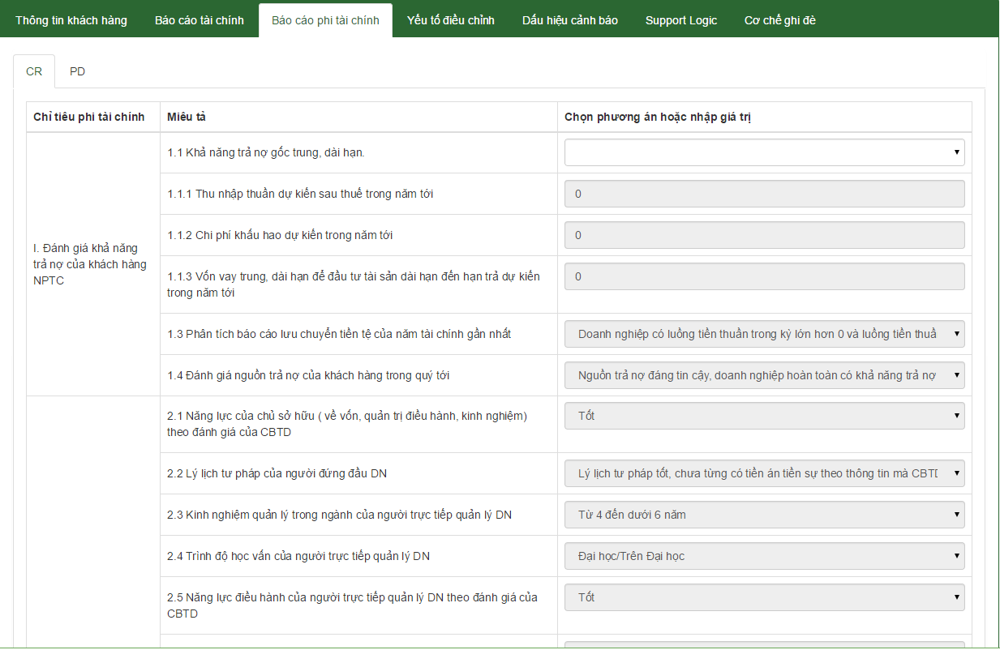 Thông tin khách hàng
Báo cáo tài chính
Báo cáo phi tài chính
Yếu tố điều chỉnh
Dấu hiệu cảnh báo
Support Logic
Cơ chế ghi đè
CR
PD
Chỉ tiêu phi tài chính
Miêu tả
Chọn phương án hoặc nhập giá trị
I. Đánh giá khả năng
trả nợ của khách hàng
NPTC
1.1 Khả năng trả nợ gốc trung, dài hạn.
1.1.1 Thu nhập thuần dự kiến sau thuế trong năm tới
0
1.1.2 Chi phí khấu hao dự kiến trong năm tới
0
1.1.3 Vốn vay trung, dài hạn để đầu tư tài sản dài hạn đến hạn trả dự kiến
trong năm tới
0
1.3 Phân tích báo cáo lưu chuyển tiền tệ của năm tài chính gần nhất
Doanh nghiệp có luồng tiền thuần trong kỳ lớn hơn 0 và luồng tiền thuầ
1.4 Đánh giá nguồn trả nợ của khách hàng trong quý tới
Nguồn trả nợ đáng tin cậy, doanh nghiệp hoàn toàn có khả năng trả nợ
2.1 Năng lực của chủ sở hữu ( về vốn, quản trị điều hành, kinh nghiệm)
theo đánh giá của CBTD
Tốt
2.2 Lý lịch tư pháp của người đứng đầu DN
Lý lịch tư pháp tốt, chưa từng có tiền án tiền sự theo thông tin mà CBTD
2.3 Kinh nghiệm quản lý trong ngành của người trực tiếp quản lý DN
Từ 4 đến dưới 6 năm
2.4 Trình độ học vấn của người trực tiếp quản lý DN
Đại học/Trên Đại học
2.5 Năng lực điều hành của người trực tiếp quản lý DN theo đánh giá của
CBTD
Tốt